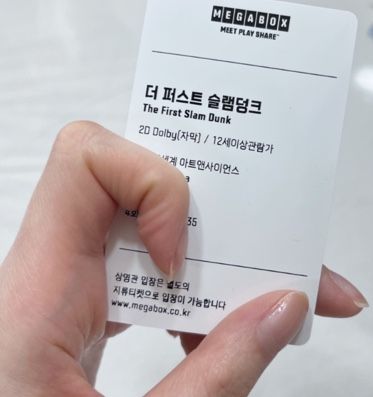 MEGABOX
MEET PLAY SHARE™
더 퍼스트 슬램덩크
The First Slam Dunk
2D Dolby(자막) / 12세이상관람가
세계 아트앤사이언스
35
상영관 입장은 별도의
지류티켓으로 입장이 가능합니다
www.megabox.co.kr